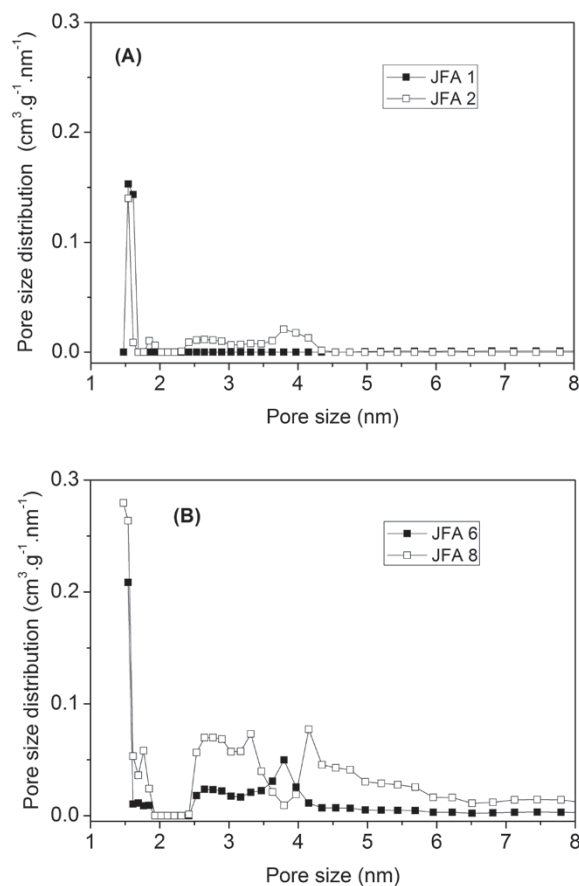 (A)
JFA 1
JFA 2
Pore size distribution (cm³.g⁻¹.nm⁻¹)
0.3
0.2
0.1
0.0
1 2 3 4 5 6 7 8
Pore size (nm)
(B)
JFA 6
JFA 8
Pore size distribution (cm³.g⁻¹.nm⁻¹)
0.3
0.2
0.1
0.0
1 2 3 4 5 6 7 8
Pore size (nm)